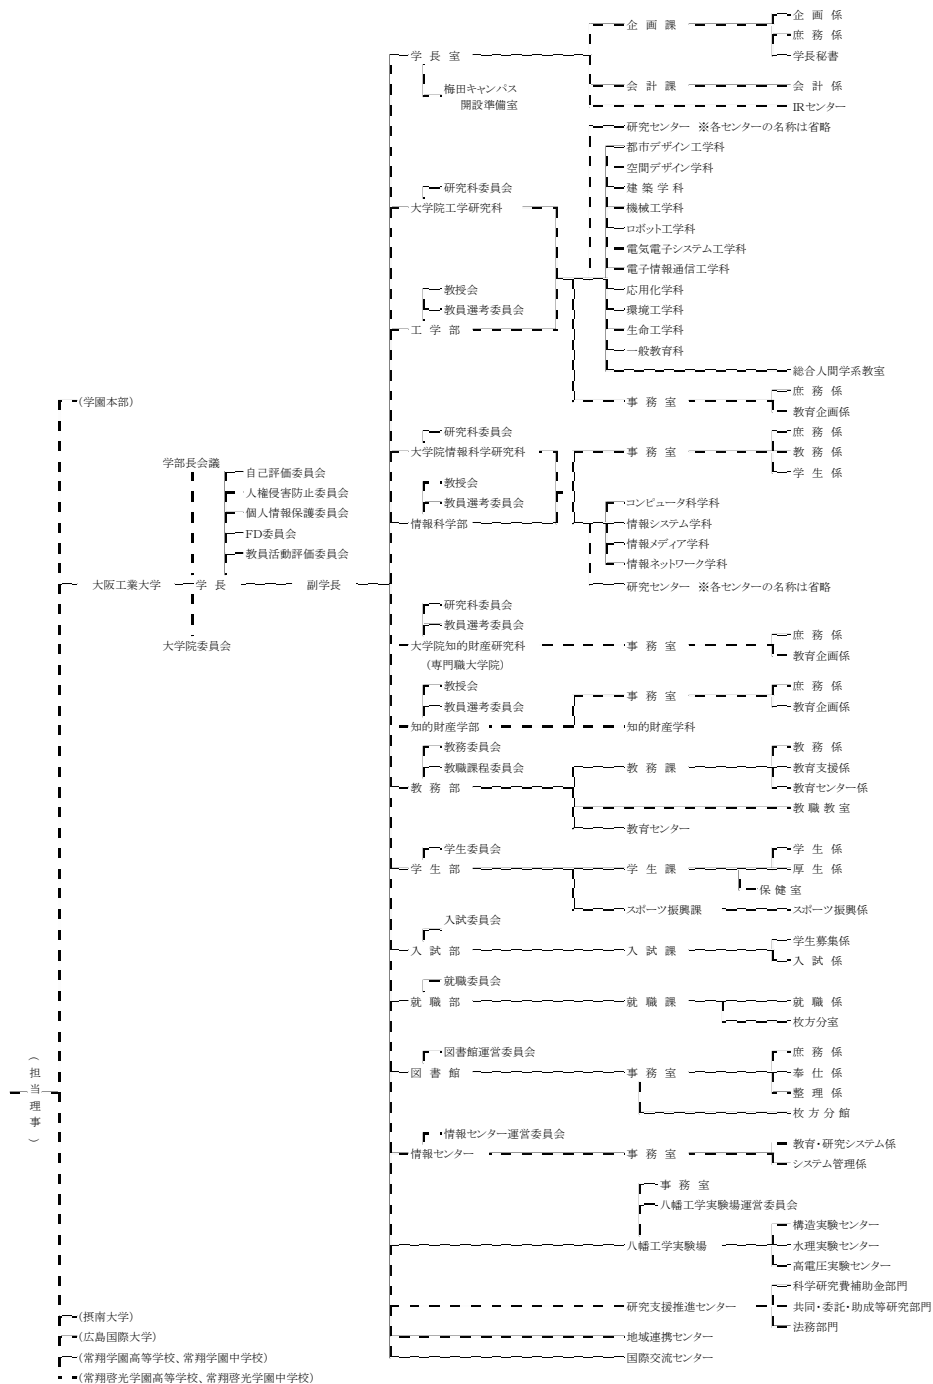 企 画 係
企 画 課
庶 務 係
学 長 室
学長秘書
梅田キャンパス
開設準備室
会 計 課
会 計 係
IRセンター
研究センター ※各センターの名称は省略
都市デザイン工学科
空間デザイン学科
研究科委員会
建 築 学 科
大学院工学研究科
機械工学科
ロボット工学科
電気電子システム工学科
電子情報通信工学科
教授会
応用化学科
教員選考委員会
環境工学科
工 学 部
生命工学科
一般教育科
総合人間学系教室
庶 務 係
(学園本部)
事 務 室
教育企画係
研究科委員会
庶 務 係
大学院情報科学研究科
事 務 室
教 務 係
学部長会議
自己評価委員会
学 生 係
教授会
人権侵害防止委員会
教員選考委員会
コンピュータ科学科
個人情報保護委員会
情報科学部
情報システム学科
FD委員会
情報メディア学科
教員活動評価委員会
情報ネットワーク学科
大阪工業大学
学 長
副学長
研究センター ※各センターの名称は省略
研究科委員会
教員選考委員会
庶 務 係
大学院委員会
大学院知的財産研究科
(専門職大学院)
事 務 室
教育企画係
教授会
庶 務 係
事 務 室
教員選考委員会
教育企画係
知的財産学部
知的財産学科
教務委員会
教 務 係
教職課程委員会
教 務 課
教育支援係
教 務 部
教育センター係
教 職 教 室
教育センター
学生委員会
学 生 係
学 生 部
学 生 課
厚 生 係
保 健 室
スポーツ振興課
スポーツ振興係
入試委員会
学生募集係
入 試 部
入 試 課
入 試 係
就職委員会
就 職 部
就 職 課
就 職 係
枚方分室
図書館運営委員会
庶 務 係
図 書 館
事 務 室
奉 仕 係
整 理 係
(担当理事)
枚 方 分 館
情報センター運営委員会
教育・研究システム係
情報センター
事 務 室
システム管理係
事 務 室
八幡工学実験場運営委員会
構造実験センター
八幡工学実験場
水理実験センター
高電圧実験センター
科学研究費補助金部門
研究支援推進センター
共同・委託・助成等研究部門
(摂南大学)
法務部門
(広島国際大学)
地域連携センター
(常翔学園高等学校、常翔学園中学校)
国際交流センター
(常翔啓光学園高等学校、常翔啓光学園中学校)